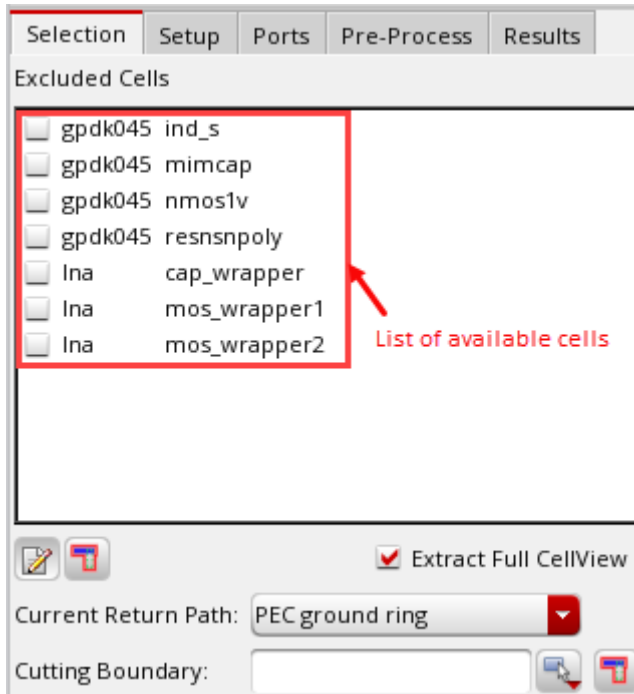 Selection Setup Ports Pre-Process Results
Excluded Cells
gpdk045 ind_s
gpdk045 mimcap
gpdk045 nmos1v
gpdk045 resnsnpoly
lna cap_wrapper
lna mos_wrapper1
lna mos_wrapper2
List of available cells
Extract Full CellView
Current Return Path: PEC ground ring
Cutting Boundary: